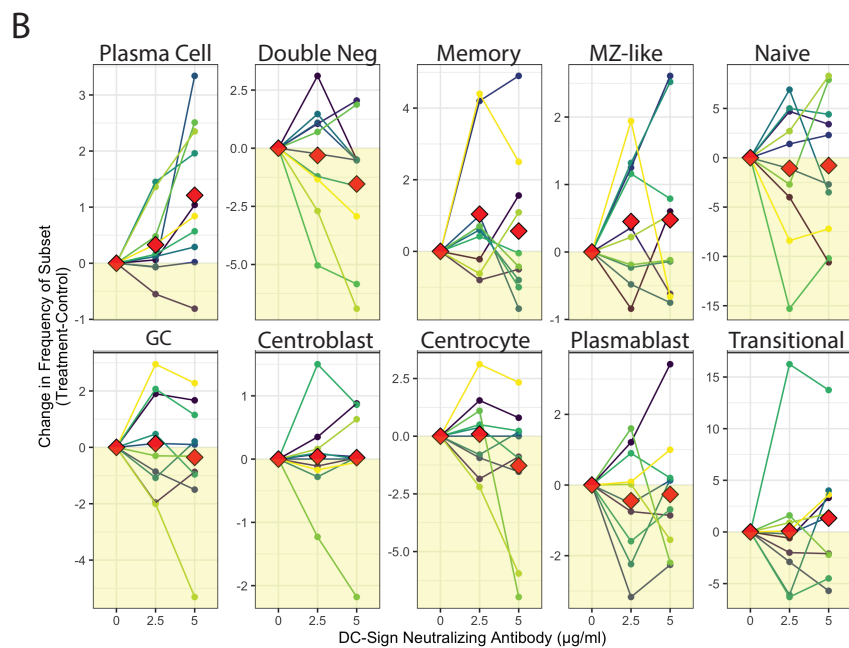 B
Plasma Cell Double Neg Memory MZ-like Naive
3 2.5 4 2 5
2 0.0 2 1 0
1 -2.5 0 0 -5
0 -5.0 -1 -10
-1 -15
GC Centroblast Centrocyte Plasmablast Transitional
2 1 2.5 2 15
0 0 0.0 0 10
-2 -1 -2.5 -2 5
-4 -2 -5.0 0
-5
0 2.5 5 0 2.5 5 0 2.5 5 0 2.5 5 0 2.5 5
Change in Frequency of Subset
(Treatment-Control)
DC-Sign Neutralizing Antibody (µg/ml)